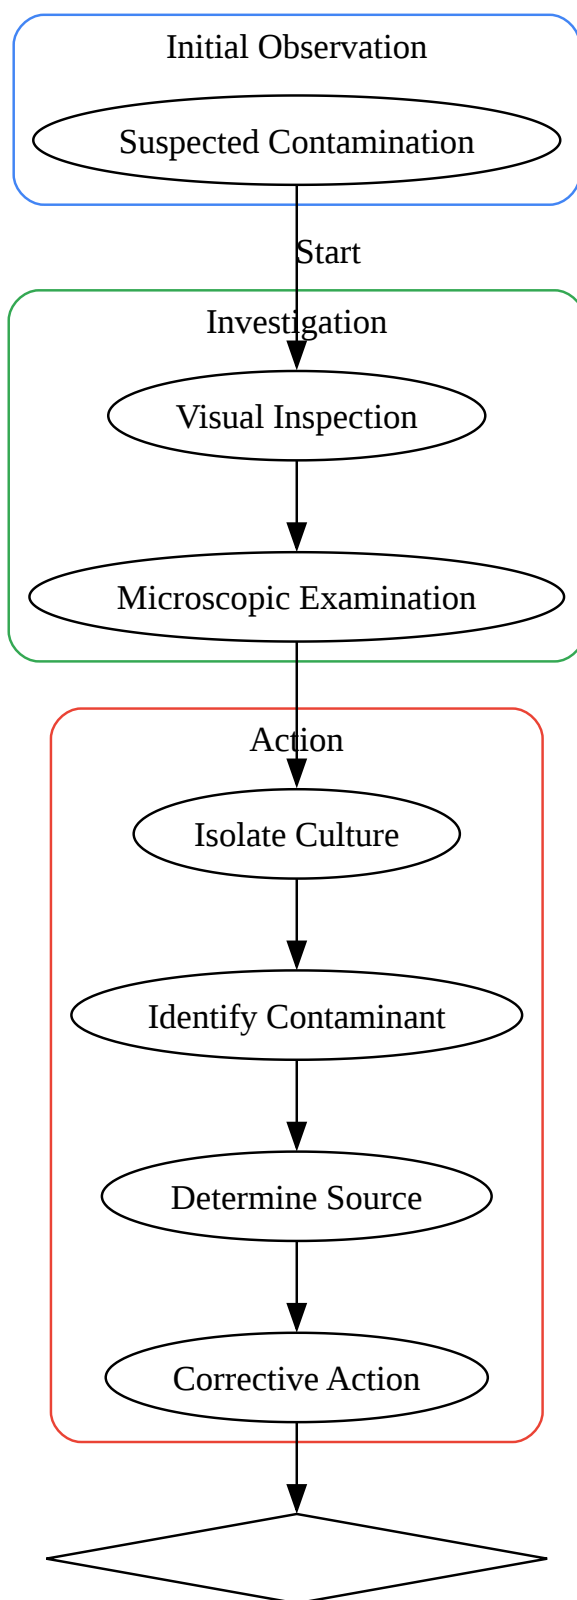 Initial Observation
Suspected Contamination
Start
Investigation
Visual Inspection
Microscopic Examination
Action
Isolate Culture
Identify Contaminant
Determine Source
Corrective Action